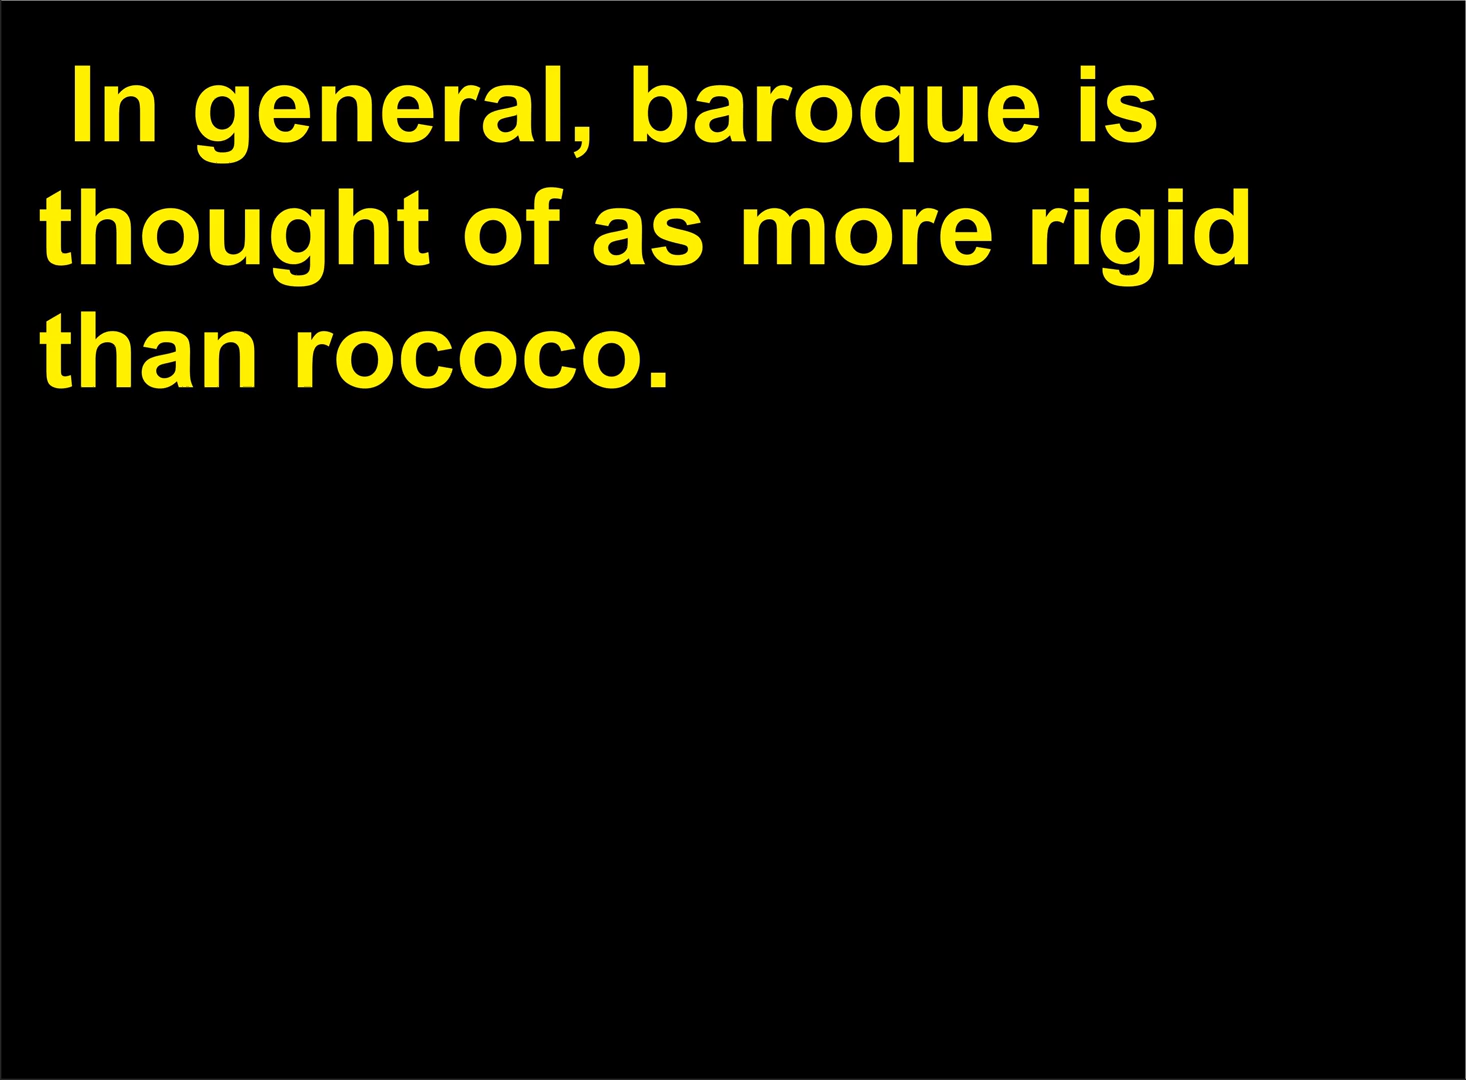 In general, baroque is
thought of as more rigid
than rococo.